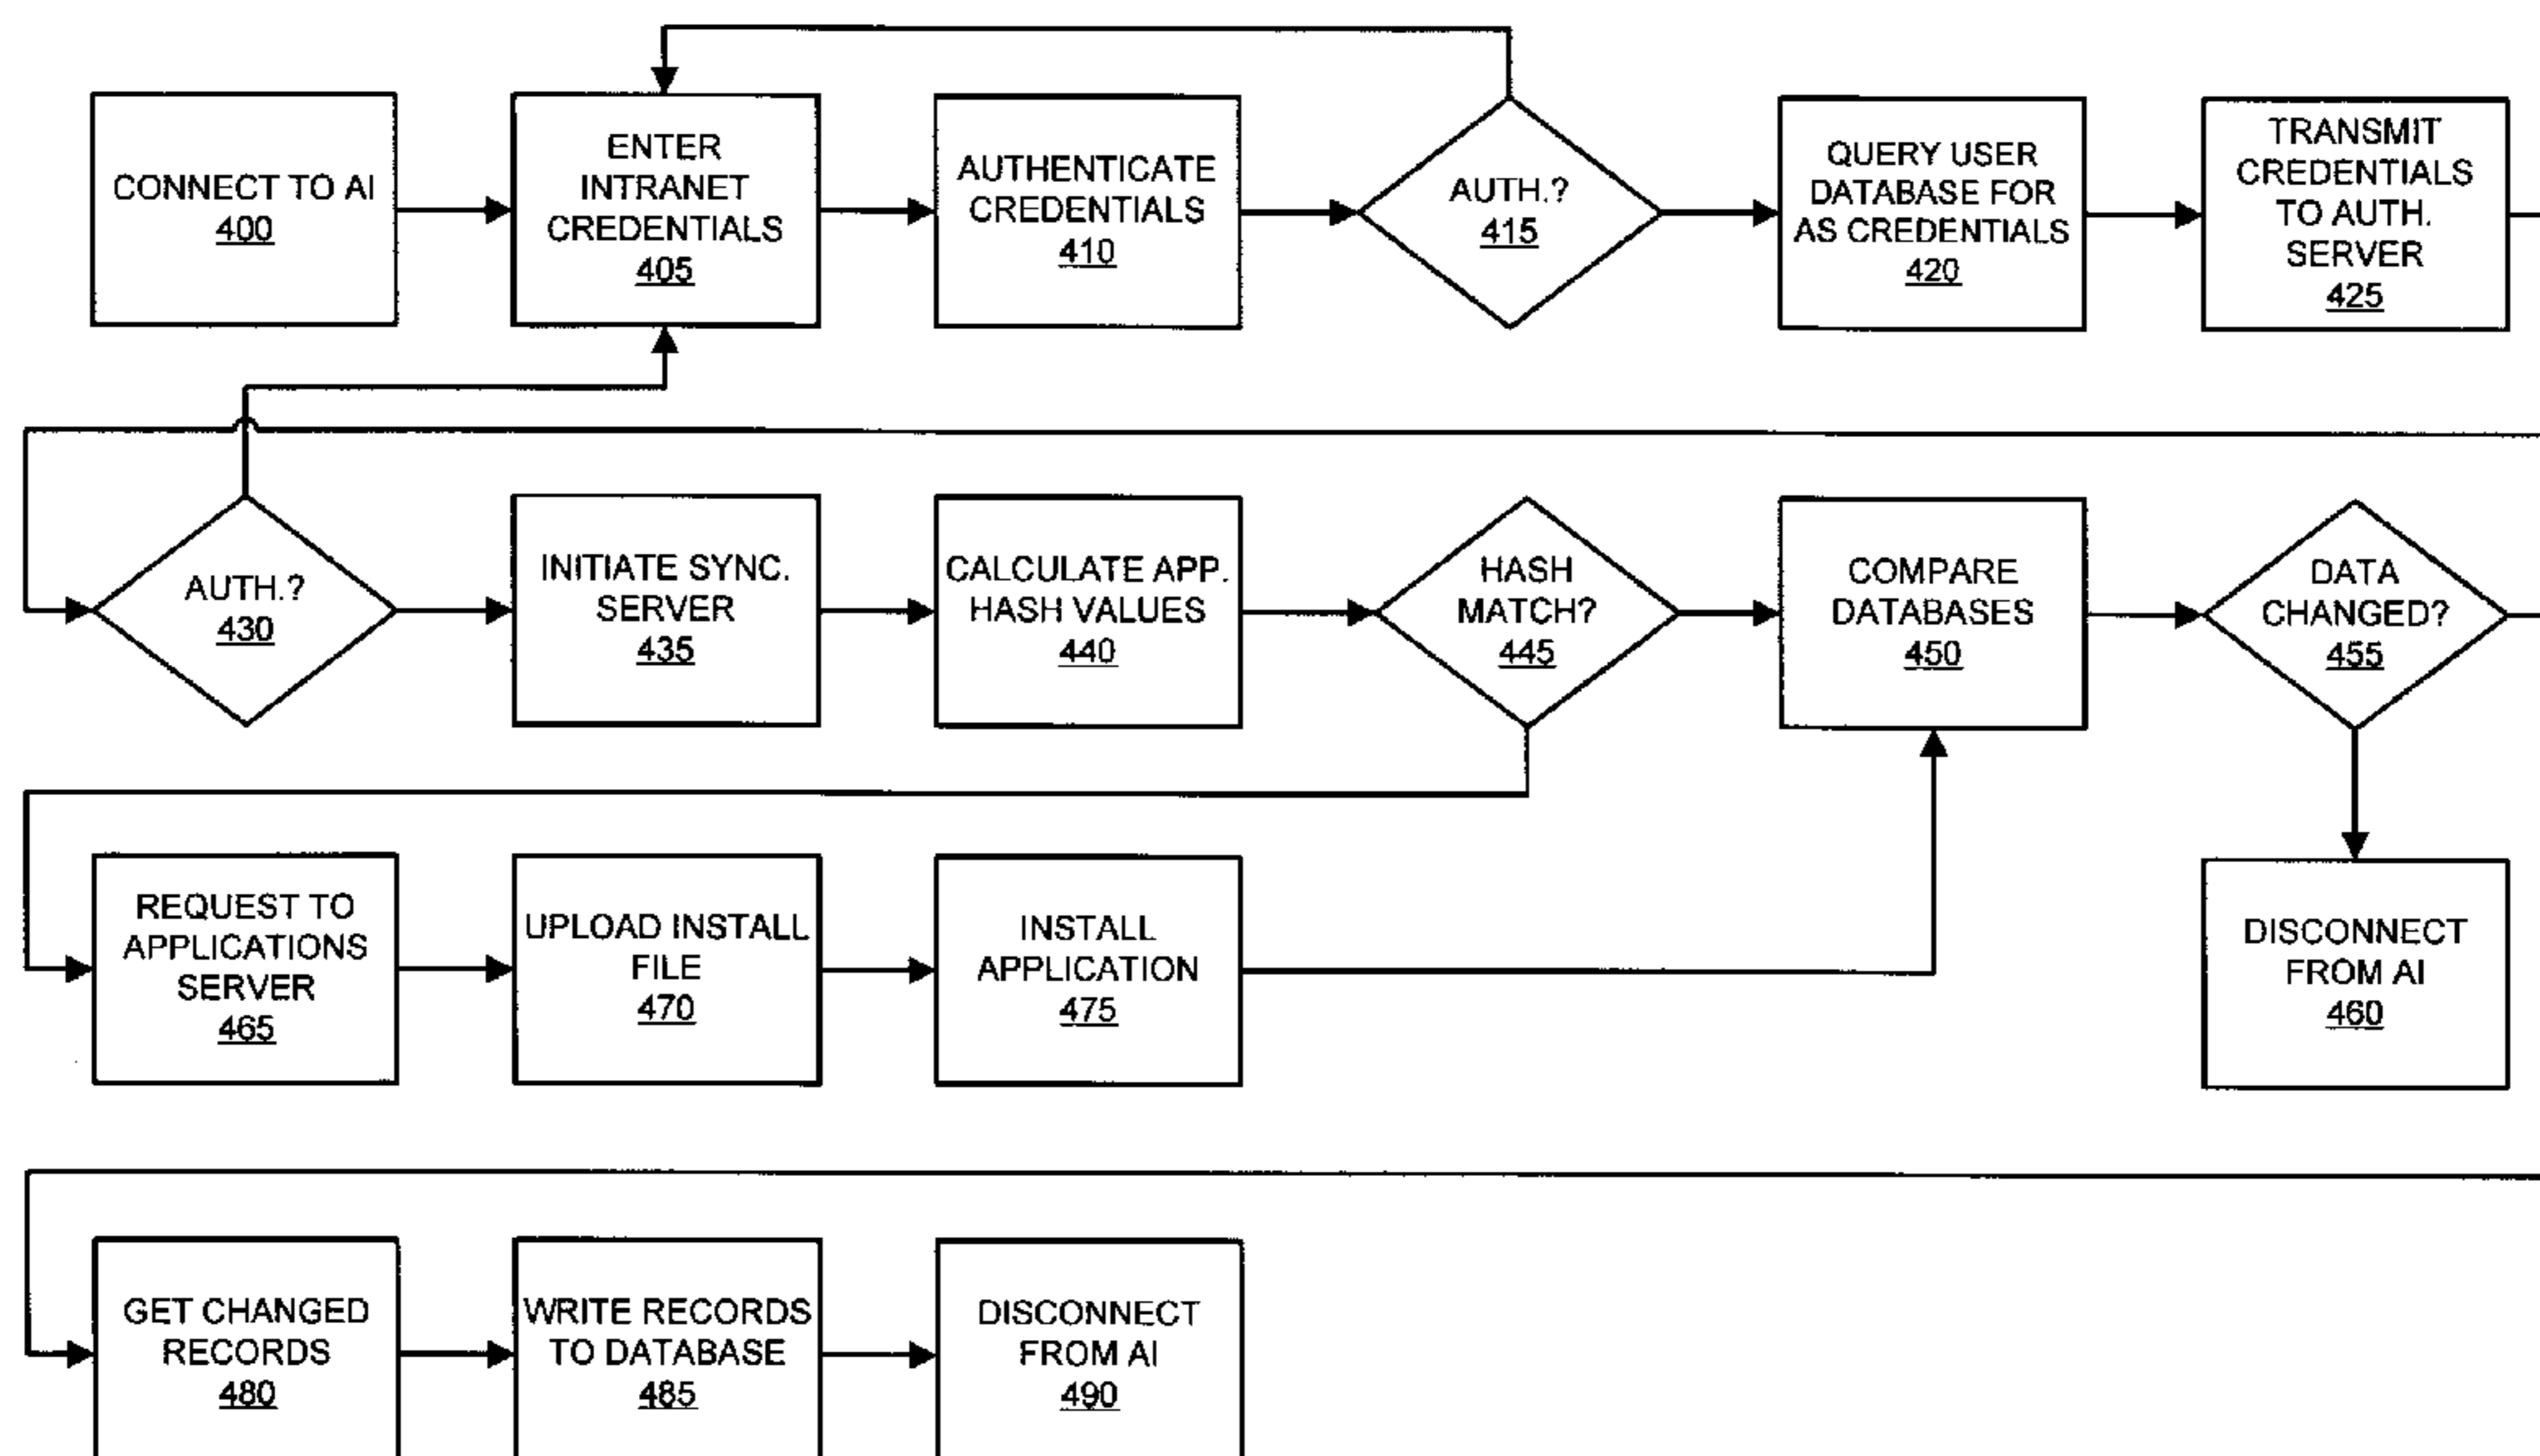 CONNECT TO AI
400
ENTER
INTRANET
CREDENTIALS
405
AUTHENTICATE
CREDENTIALS
410
AUTH.?
415
QUERY USER
DATABASE FOR
AS CREDENTIALS
420
TRANSMIT
CREDENTIALS
TO AUTH.
SERVER
425
AUTH.?
430
INITIATE SYNC.
SERVER
435
CALCULATE APP.
HASH VALUES
440
HASH
MATCH?
445
COMPARE
DATABASES
450
DATA
CHANGED?
455
REQUEST TO
APPLICATIONS
SERVER
465
UPLOAD INSTALL
FILE
470
INSTALL
APPLICATION
475
DISCONNECT
FROM AI
460
GET CHANGED
RECORDS
480
WRITE RECORDS
TO DATABASE
485
DISCONNECT
FROM AI
490